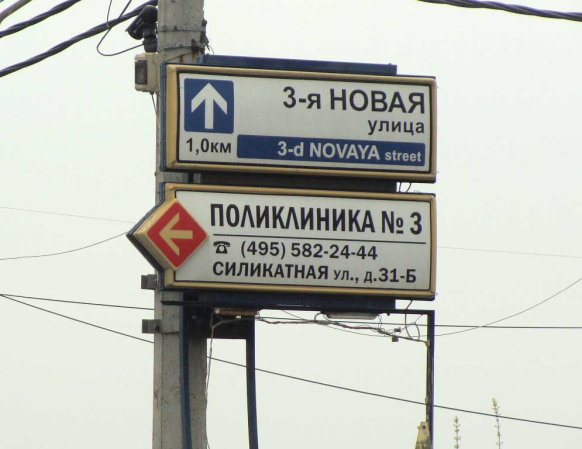 3-я НОВАЯ
улица
1,0км
3-d NOVAYA street
ПОЛИКЛИНИКА № 3
☎ (495) 582-24-44
СИЛИКАТНАЯ ул., д.31-Б